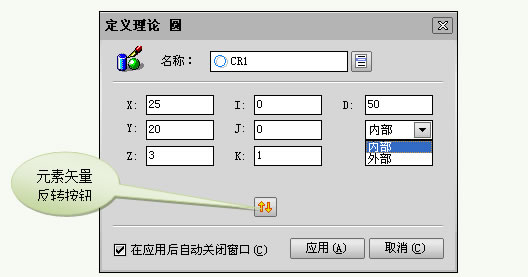 定义理论 圆
名称： CR1
X: 25 I: 0 D: 50
Y: 20 J: 0 内部
Z: 3 K: 1 内部
外部
元素矢量
反转按钮
在应用后自动关闭窗口(C) 应用(A) 取消(C)